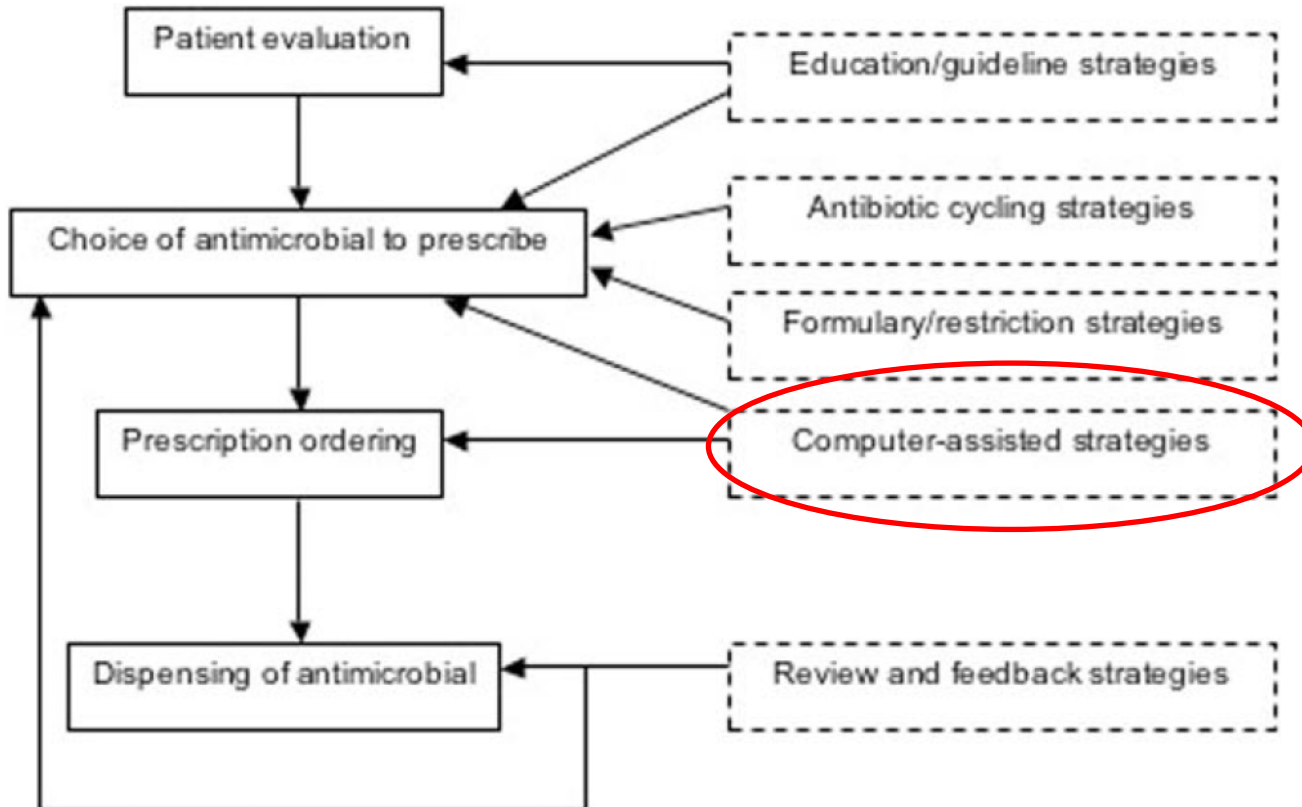 Patient evaluation
Education/guideline strategies
Choice of antimicrobial to prescribe
Antibiotic cycling strategies
Formulary/restriction strategies
Prescription ordering
Computer-assisted strategies
Dispensing of antimicrobial
Review and feedback strategies